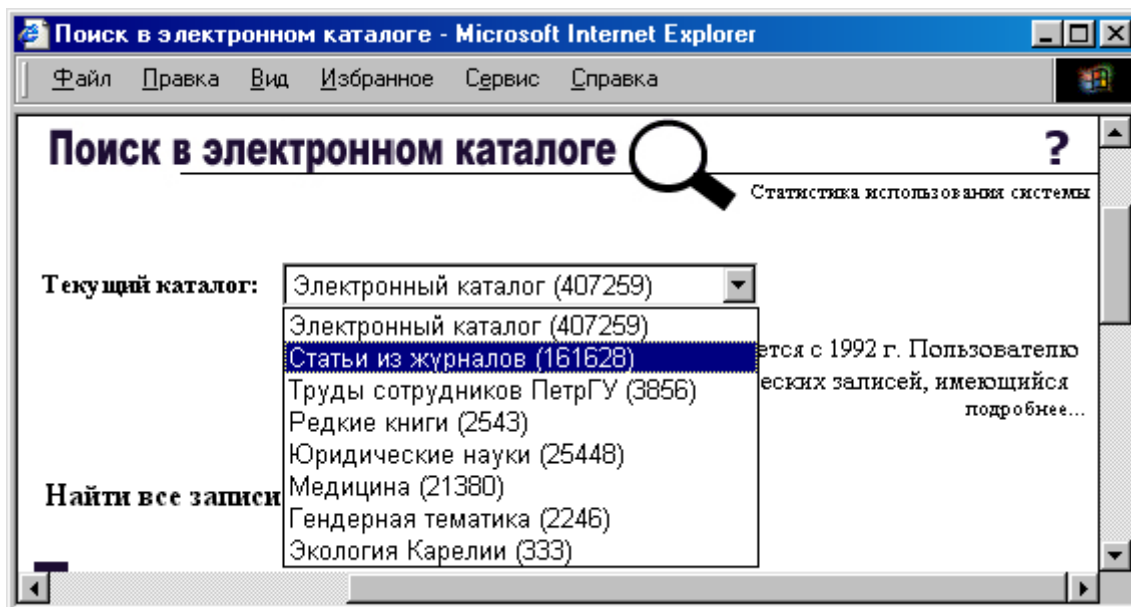 Поиск в электронном каталоге - Microsoft Internet Explorer
Файл Правка Вид Избранное Сервис Справка
Поиск в электронном каталоге ?
Статистика использования системы
Текущий каталог: Электронный каталог (407259)
Электронный каталог (407259)
Статьи из журналов (161628)
ется с 1992 г. Пользователю
Труды сотрудников ПетрГУ (3856)
еских записей, имеющийся
Редкие книги (2543)
подробнее...
Юридические науки (25448)
Найти все записи
Медицина (21380)
Гендерная тематика (2246)
Экология Карелии (333)